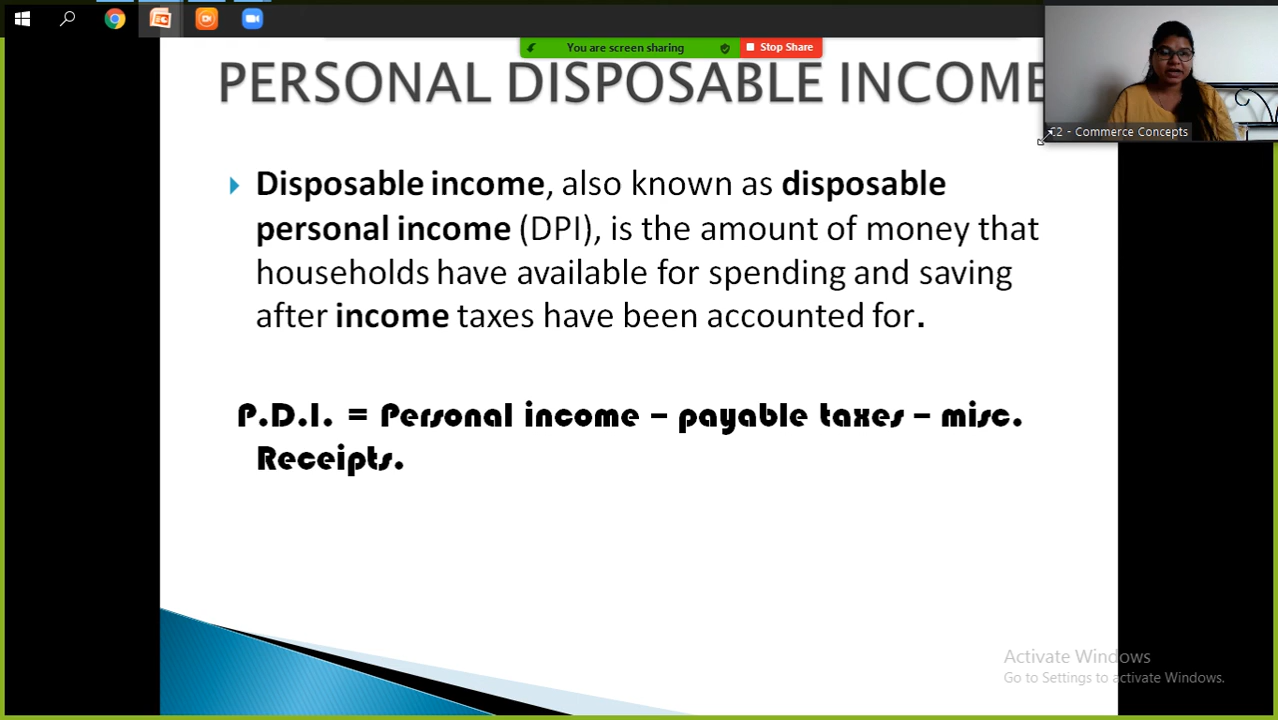 You are screen sharing
Stop Share
PERSONAL DISPOSABLE INCOME
C2 - Commerce Concepts
Disposable income, also known as disposable
personal income (DPI), is the amount of money that
households have available for spending and saving
after income taxes have been accounted for.
P.D.I. = Personal income – payable taxes – misc.
Receipts.
Activate Windows
Go to Settings to activate Windows.